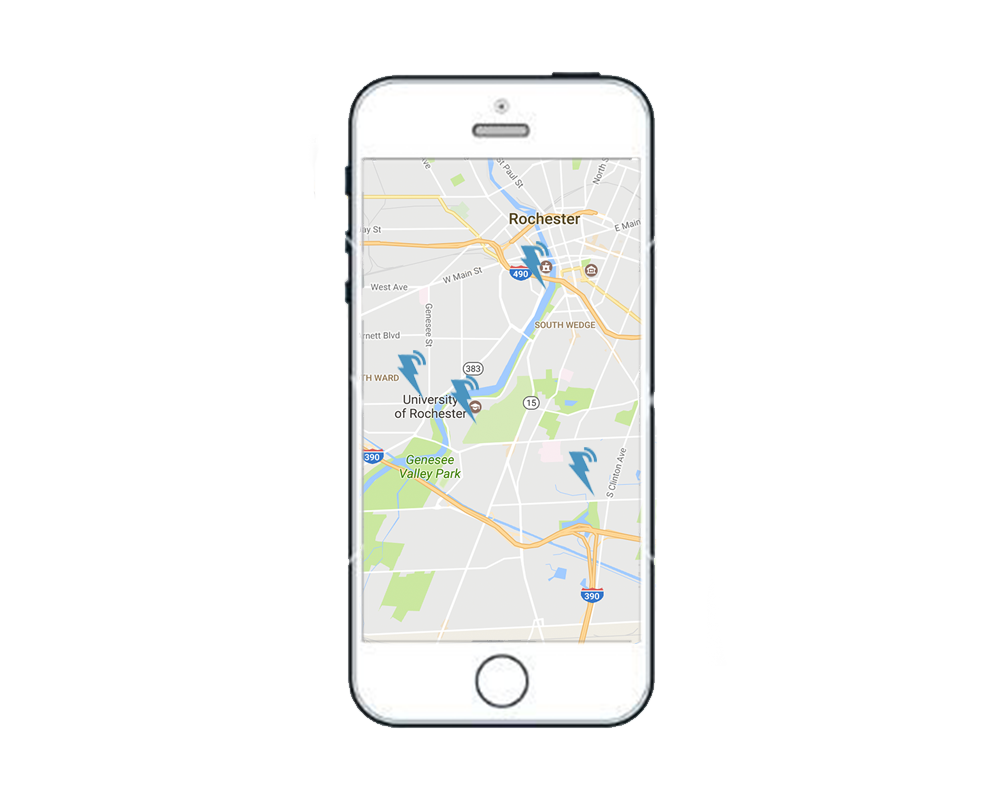 St Paul St
North S
Rochester
E Main
ay St
490
W Main St
West Ave
Genesee St
SOUTH WEDGE
rnett Blvd
383
TH WARD
University
of Rochester
15
390
Genesee
Valley Park
S Clinton Ave
390